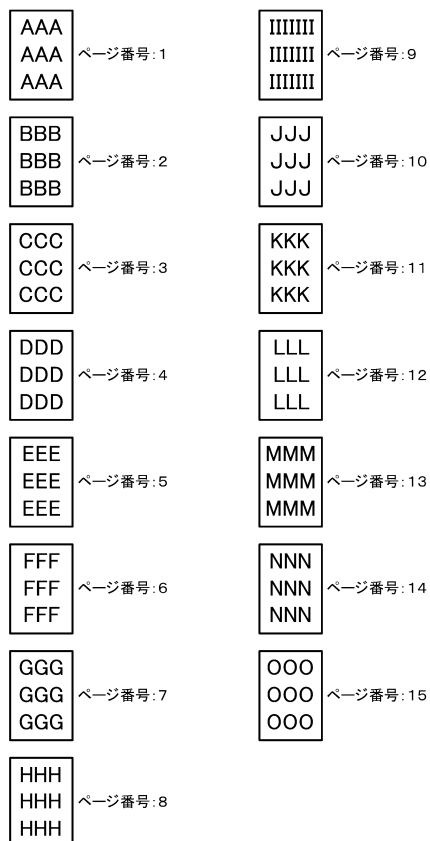 AAA
AAA
AAA
ページ番号:1
BBB
BBB
BBB
ページ番号:2
CCC
CCC
CCC
ページ番号:3
DDD
DDD
DDD
ページ番号:4
EEE
EEE
EEE
ページ番号:5
FFF
FFF
FFF
ページ番号:6
GGG
GGG
GGG
ページ番号:7
HHH
HHH
HHH
ページ番号:8
IIIIIII
IIIIIII
IIIIIII
ページ番号:9
JJJ
JJJ
JJJ
ページ番号:10
KKK
KKK
KKK
ページ番号:11
LLL
LLL
LLL
ページ番号:12
MMM
MMM
MMM
ページ番号:13
NNN
NNN
NNN
ページ番号:14
OOO
OOO
OOO
ページ番号:15